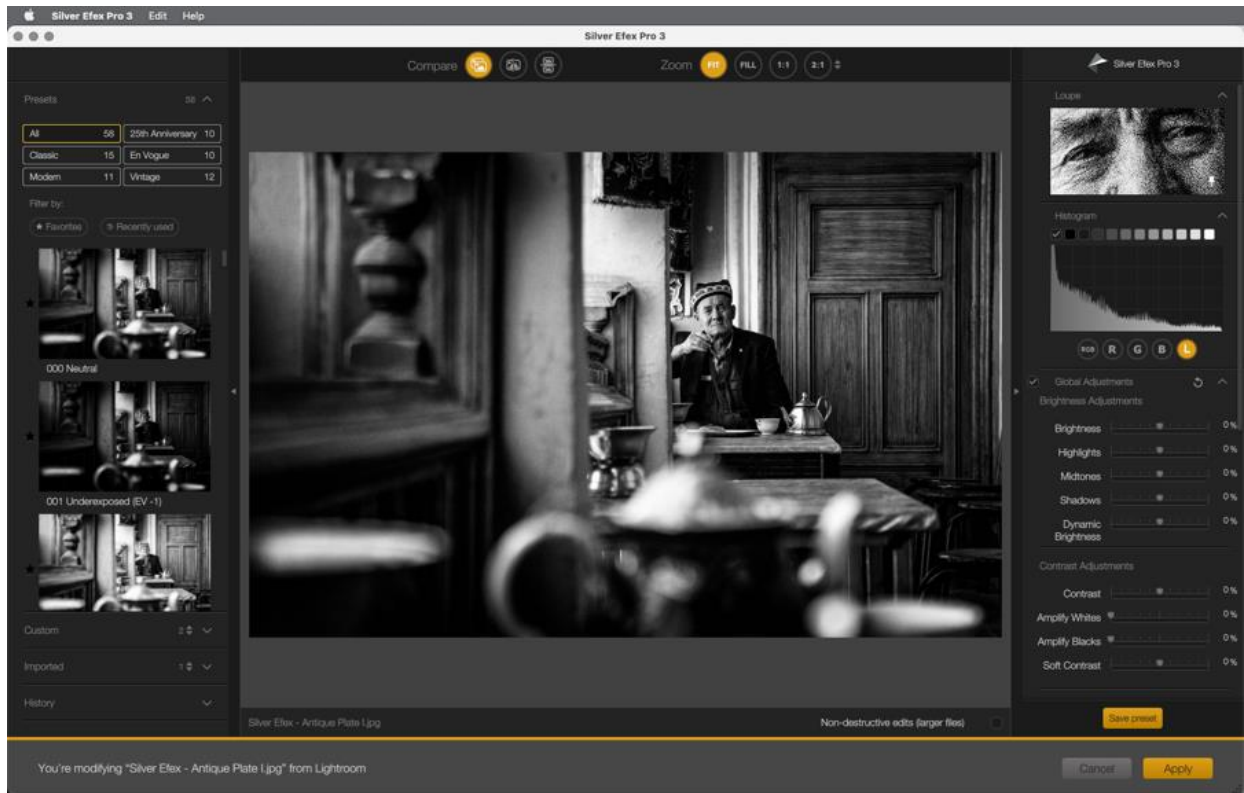 Silver Efex Pro 3 Edit Help
Silver Efex Pro 3
Compare Zoom FIT FILL 1:1 2:1
Silver Efex Pro 3
Presets 58
All 58
25th Anniversary 10
Classic 15
En Vogue 10
Modern 11
Vintage 12
Filter by:
Favorites
Recently used
000 Neutral
001 Underexposed (EV -1)
Custom 2
Imported 1
History
Silver Efex - Antique Plate I.jpg
Non-destructive edits (larger files)
Loupe
Histogram
RGB R G B L
Global Adjustments
Brightness Adjustments
Brightness 0%
Highlights 0%
Midtones 0%
Shadows 0%
Dynamic 0%
Brightness
Contrast Adjustments
Contrast 0%
Amplify Whites 0%
Amplify Blacks 0%
Soft Contrast 0%
Save preset
You're modifying "Silver Efex - Antique Plate I.jpg" from Lightroom
Cancel
Apply